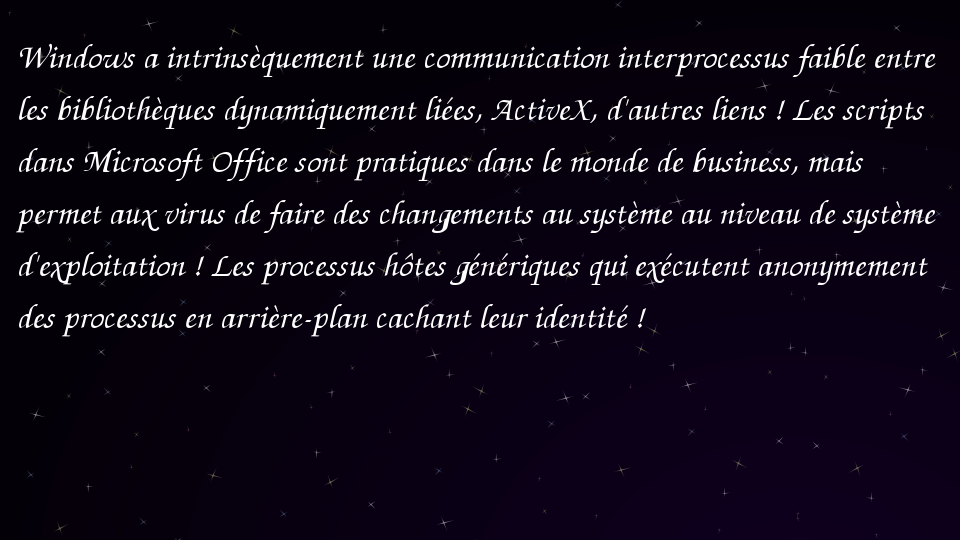 Windows a intrinsèquement une communication interprocessus faible entre
les bibliothèques dynamiquement liées, ActiveX, d'autres liens ! Les scripts
dans Microsoft Office sont pratiques dans le monde de business, mais
permet aux virus de faire des changements au système au niveau de système
d'exploitation ! Les processus hôtes génériques qui exécutent anonymement
des processus en arrière-plan cachant leur identité !